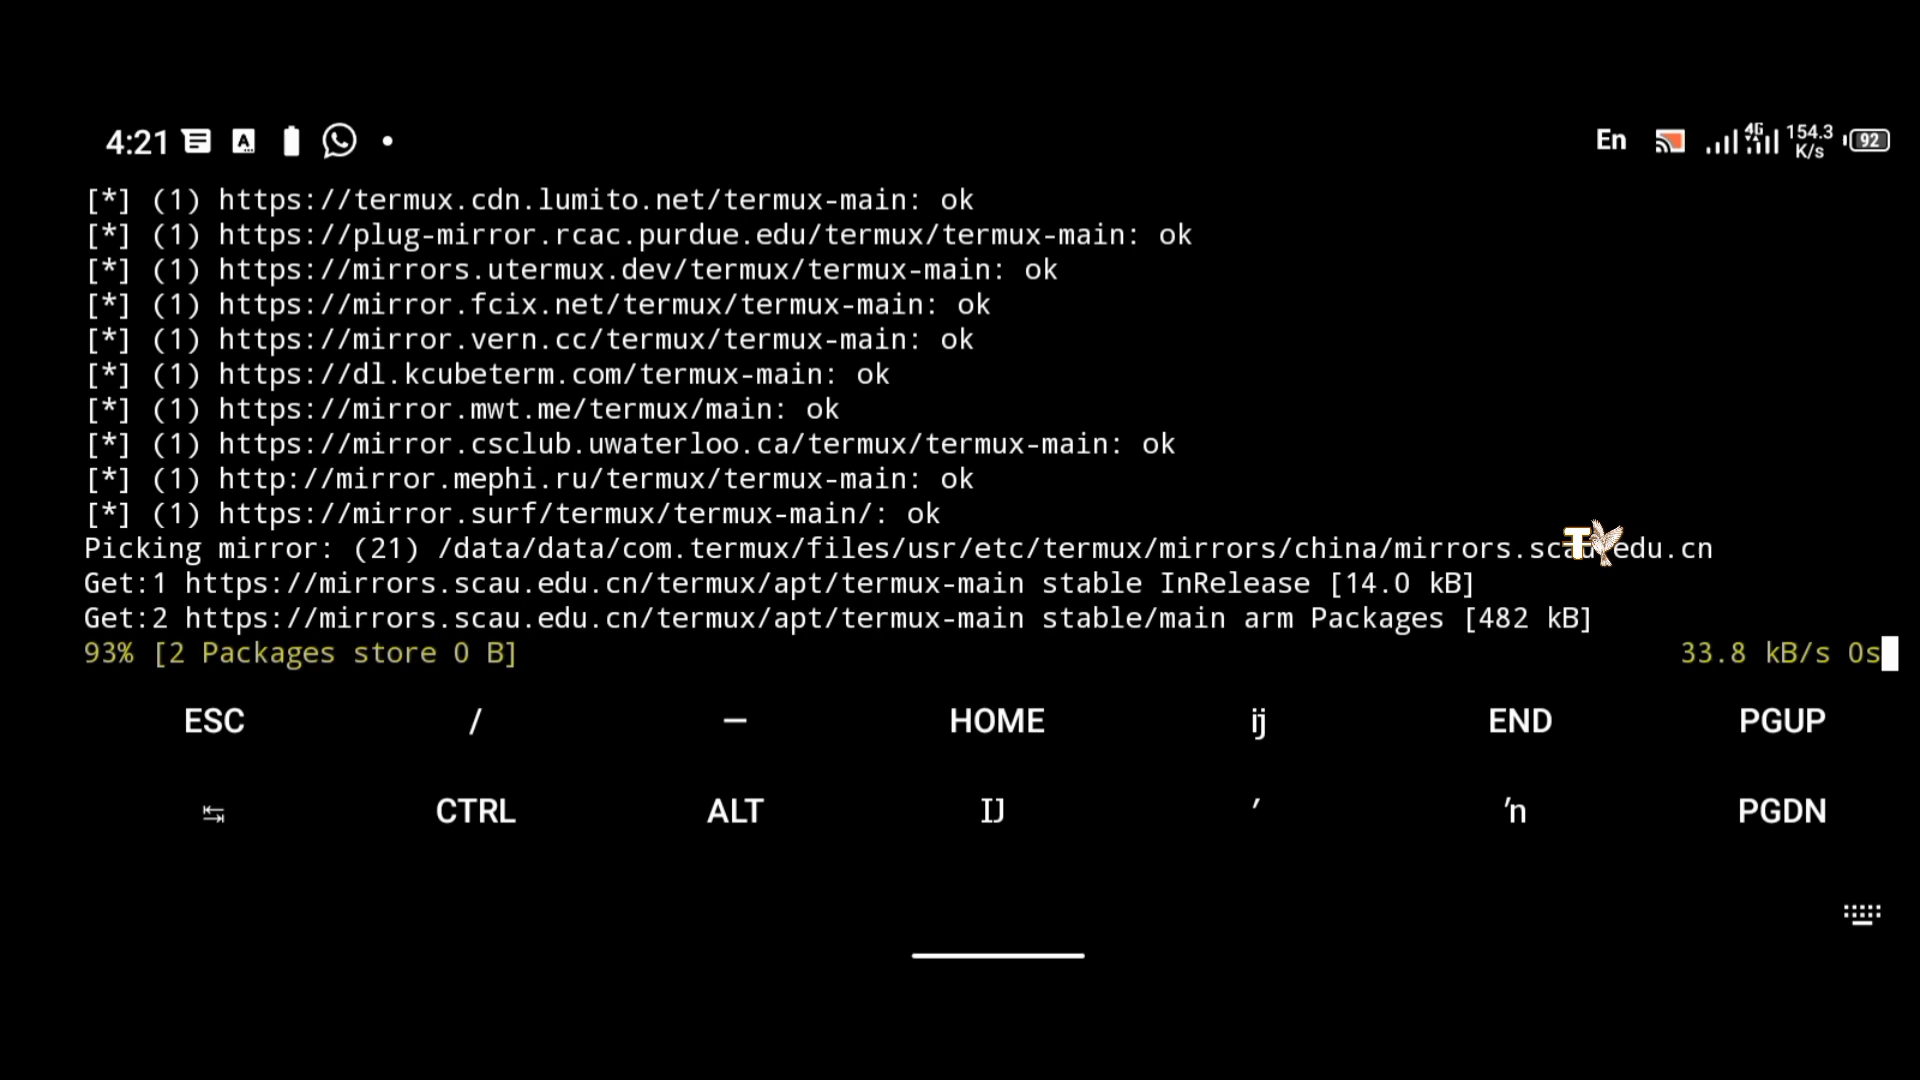 4:21 A En 4G 154.3 K/s 92
[*] (1) https://termux.cdn.lumito.net/termux-main: ok
[*] (1) https://plug-mirror.rcac.purdue.edu/termux/termux-main: ok
[*] (1) https://mirrors.utermux.dev/termux/termux-main: ok
[*] (1) https://mirror.fcix.net/termux/termux-main: ok
[*] (1) https://mirror.vern.cc/termux/termux-main: ok
[*] (1) https://dl.kcubeterm.com/termux-main: ok
[*] (1) https://mirror.mwt.me/termux/main: ok
[*] (1) https://mirror.csclub.uwaterloo.ca/termux/termux-main: ok
[*] (1) http://mirror.mephi.ru/termux/termux-main: ok
[*] (1) https://mirror.surf/termux/termux-main/: ok
Picking mirror: (21) /data/data/com.termux/files/usr/etc/termux/mirrors/china/mirrors.scau.edu.cn
Get:1 https://mirrors.scau.edu.cn/termux/apt/termux-main stable InRelease [14.0 kB]
Get:2 https://mirrors.scau.edu.cn/termux/apt/termux-main stable/main arm Packages [482 kB]
93% [2 Packages store 0 B] 33.8 kB/s 0s
ESC / — HOME ĳ END PGUP
↹ CTRL ALT Ĳ ′ ŉ PGDN